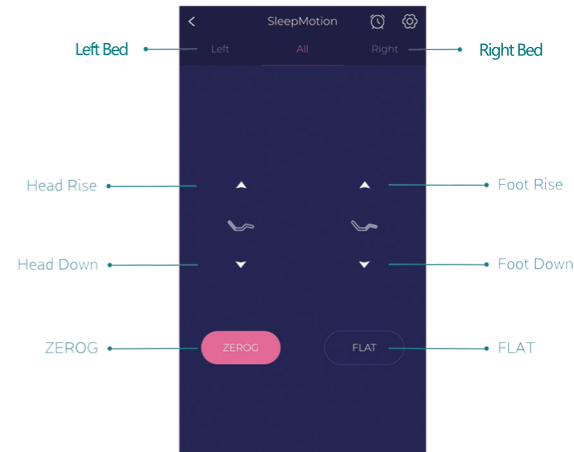 SleepMotion
Left Bed
Left
All
Right
Right Bed
Head Rise
Foot Rise
Head Down
Foot Down
ZEROG
ZEROG
FLAT
FLAT